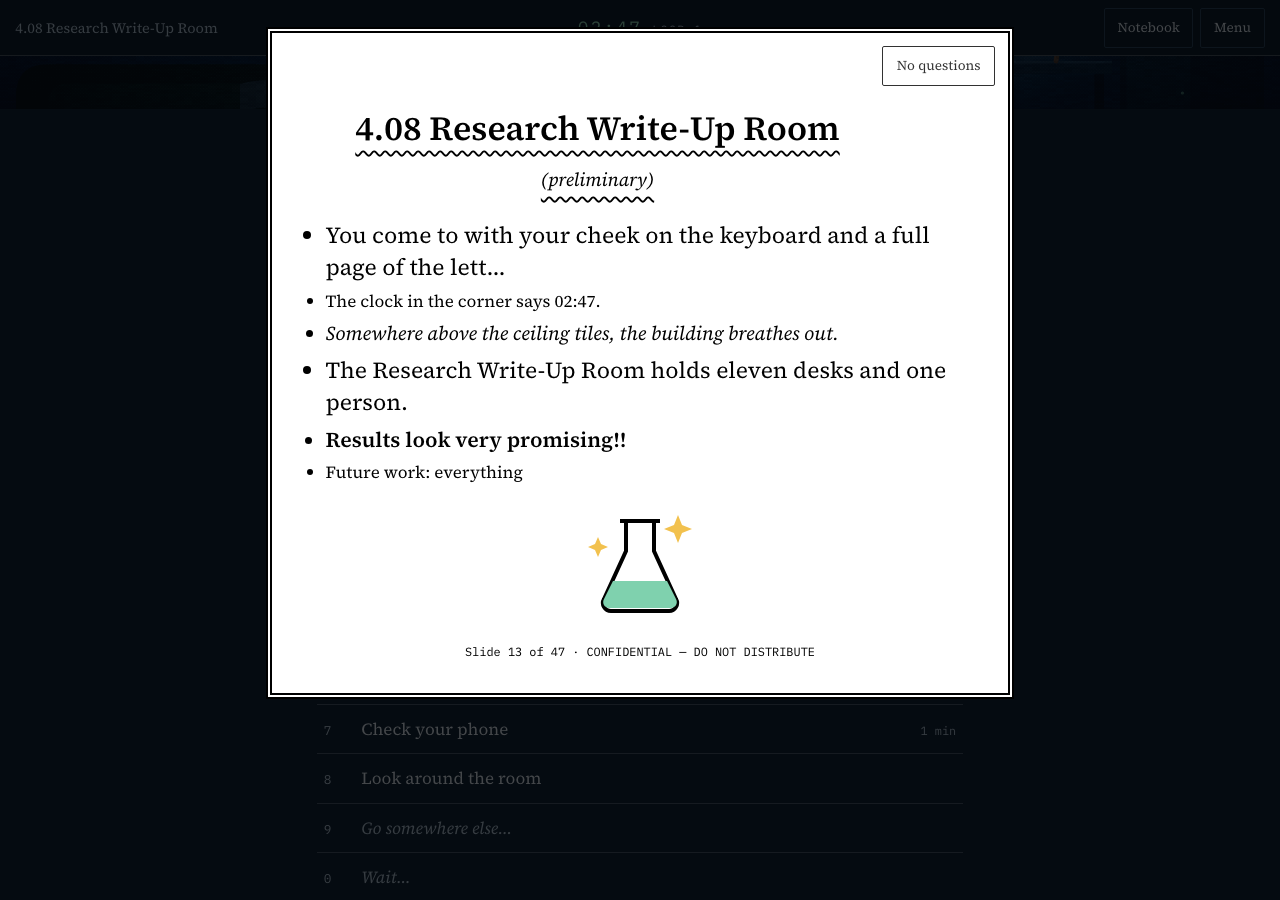 4.08 Research Write-Up Room
02:47
Notebook
Menu
No questions
4.08 Research Write-Up Room
(preliminary)
You come to with your cheek on the keyboard and a full
page of the lett…
The clock in the corner says 02:47.
Somewhere above the ceiling tiles, the building breathes out.
The Research Write-Up Room holds eleven desks and one
person.
Results look very promising!!
Future work: everything
Slide 13 of 47 · CONFIDENTIAL — DO NOT DISTRIBUTE
7 Check your phone 1 min
8 Look around the room
9 Go somewhere else…
0 Wait…